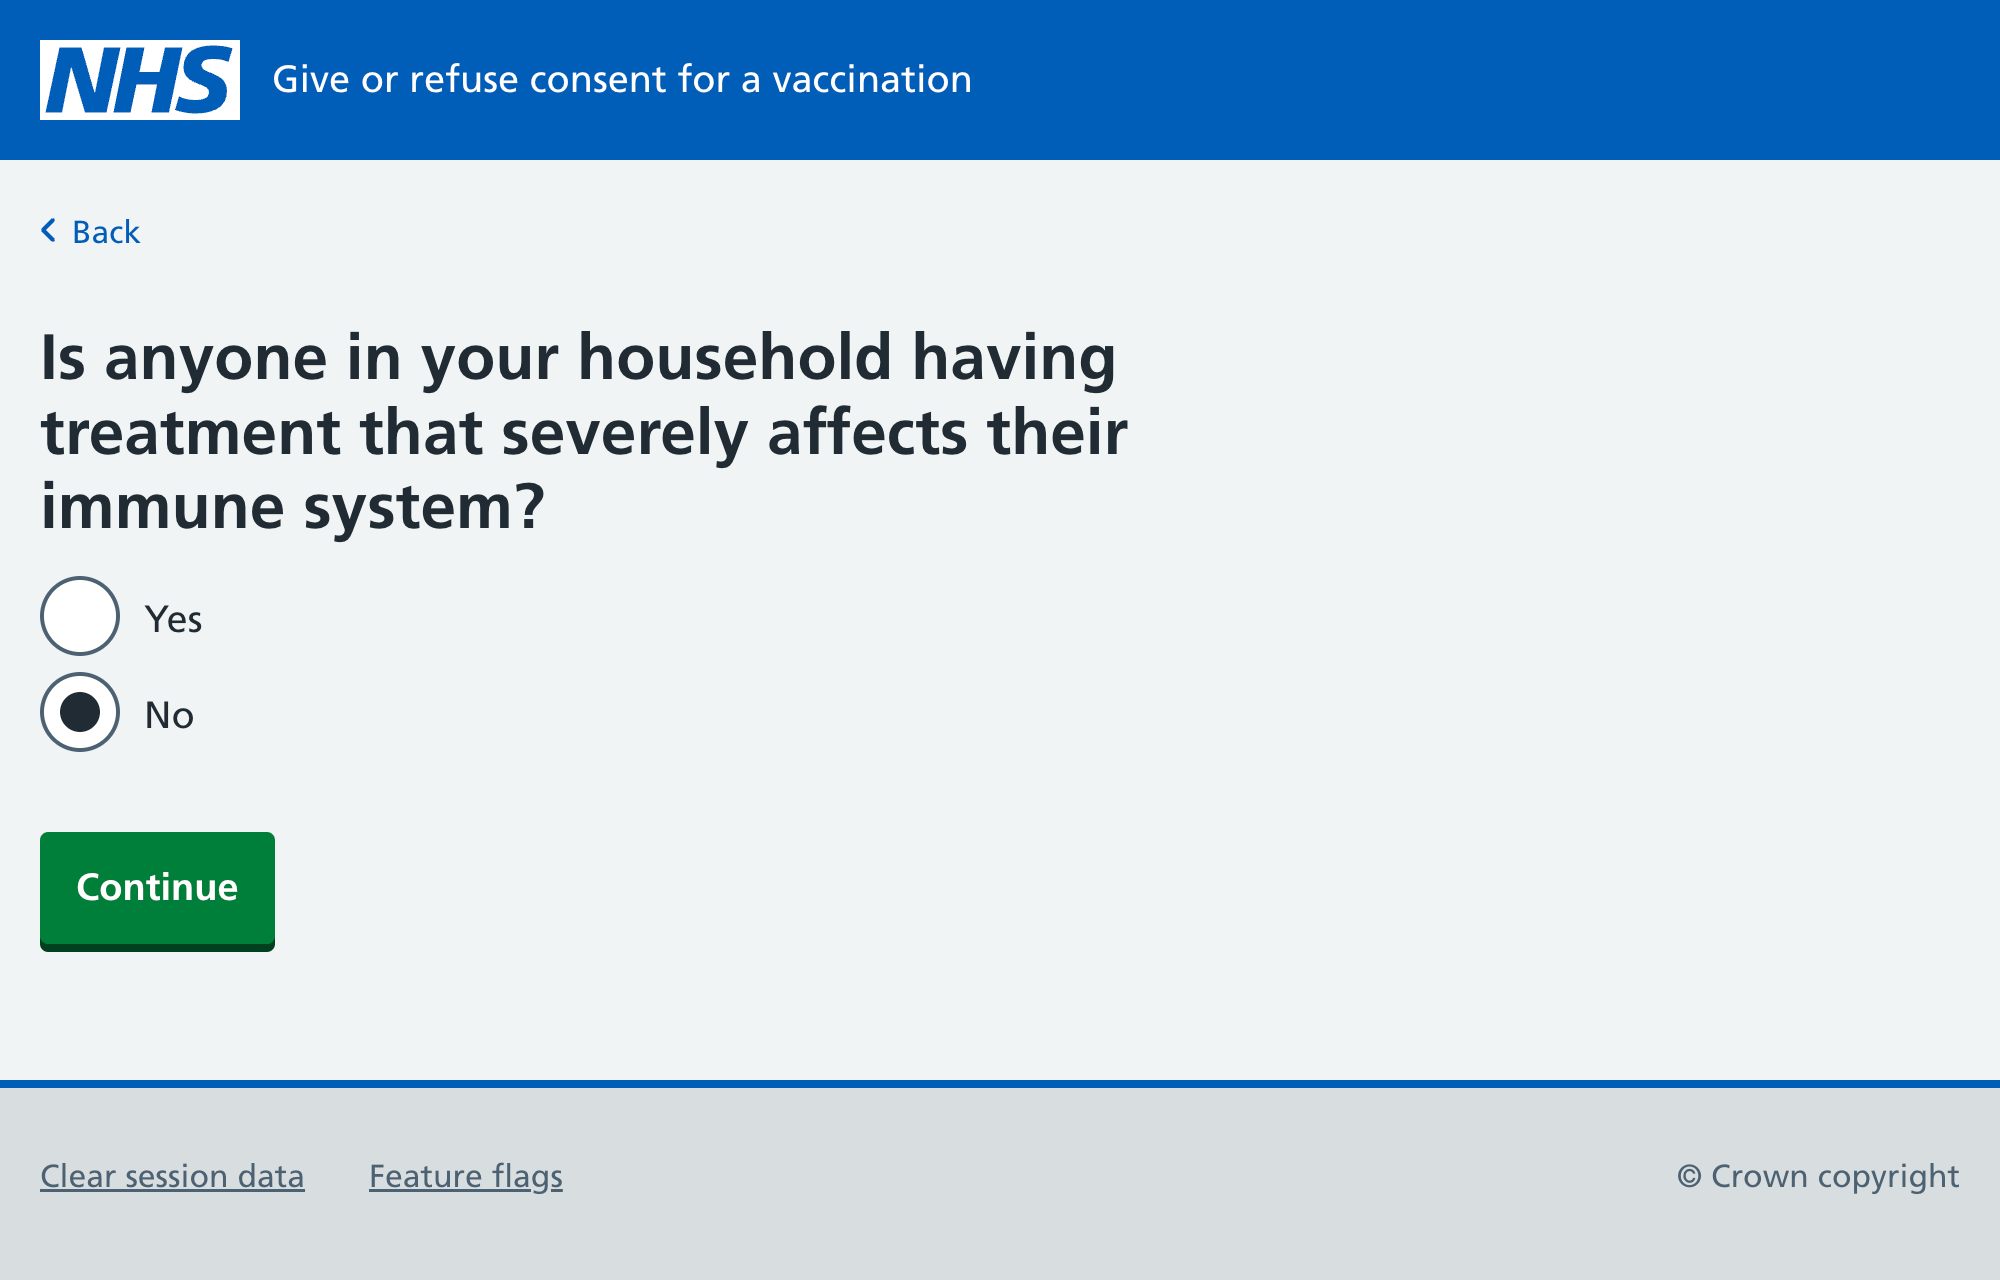 NHS
Give or refuse consent for a vaccination
Back
Is anyone in your household having
treatment that severely affects their
immune system?
Yes
No
Continue
Clear session data
Feature flags
© Crown copyright